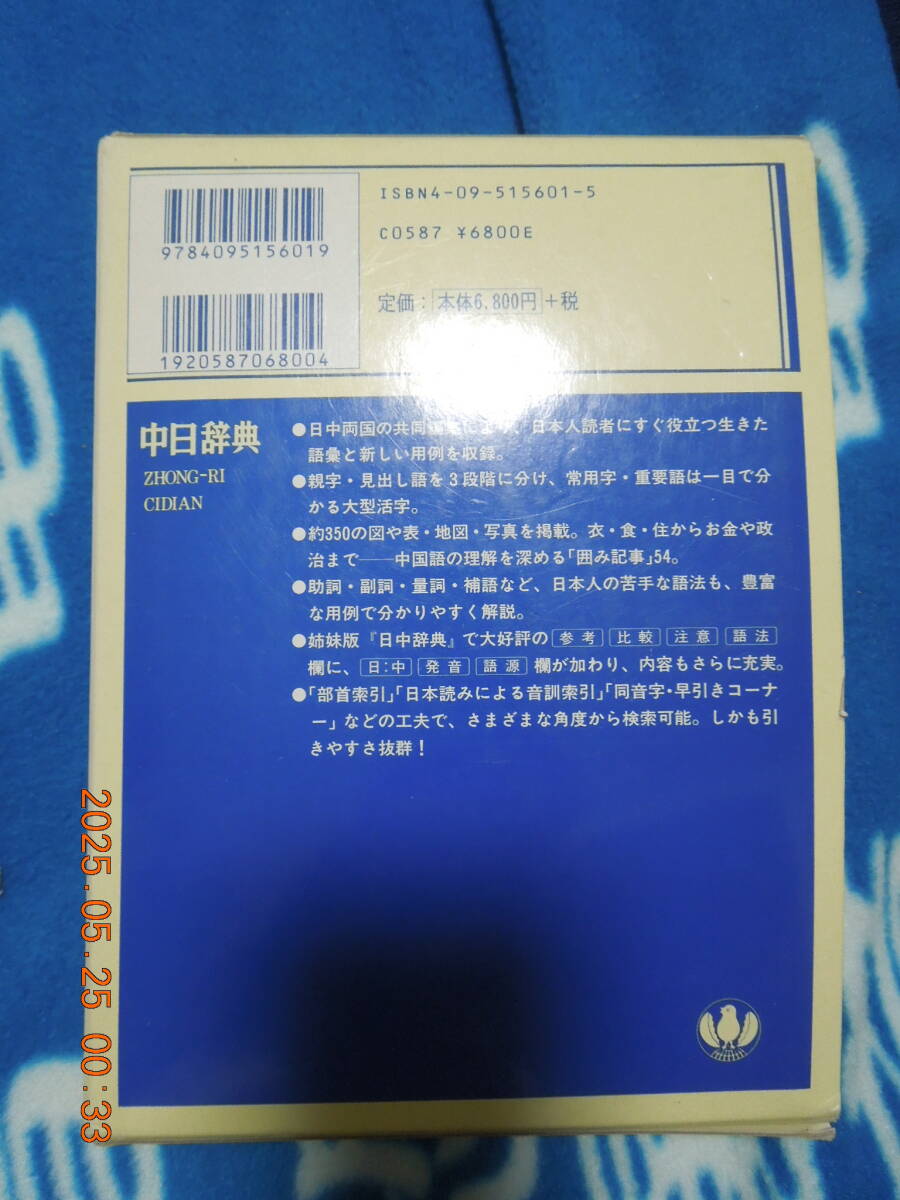 ISBN4-09-515601-5
9784095156019
C0587 ¥6800E
定価：本体6,800円+税
1920587068004
中日辞典
ZHONG-RI
CIDIAN
●日中両国の共同 日本人読者にすぐ役立つ生きた
語彙と新しい用例を収録。
●親字・見出し語を3段階に分け、常用字・重要語は一目で分
かる大型活字。
●約350の図や表・地図・写真を掲載。衣・食・住からお金や政
治まで──中国語の理解を深める「囲み記事」54。
●助詞・副詞・量詞・補語など、日本人の苦手な語法も、豊富
な用例で分かりやすく解説。
●姉妹版『日中辞典』で大好評の 参考 比較 注意 語法
欄に、 日:中 発音 語源 欄が加わり、内容もさらに充実。
●「部首索引」「日本読みによる音訓索引」「同音字・早引きコーナ
ー」などの工夫で、さまざまな角度から検索可能。しかも引
きやすさ抜群！
2025.05.25 00:33